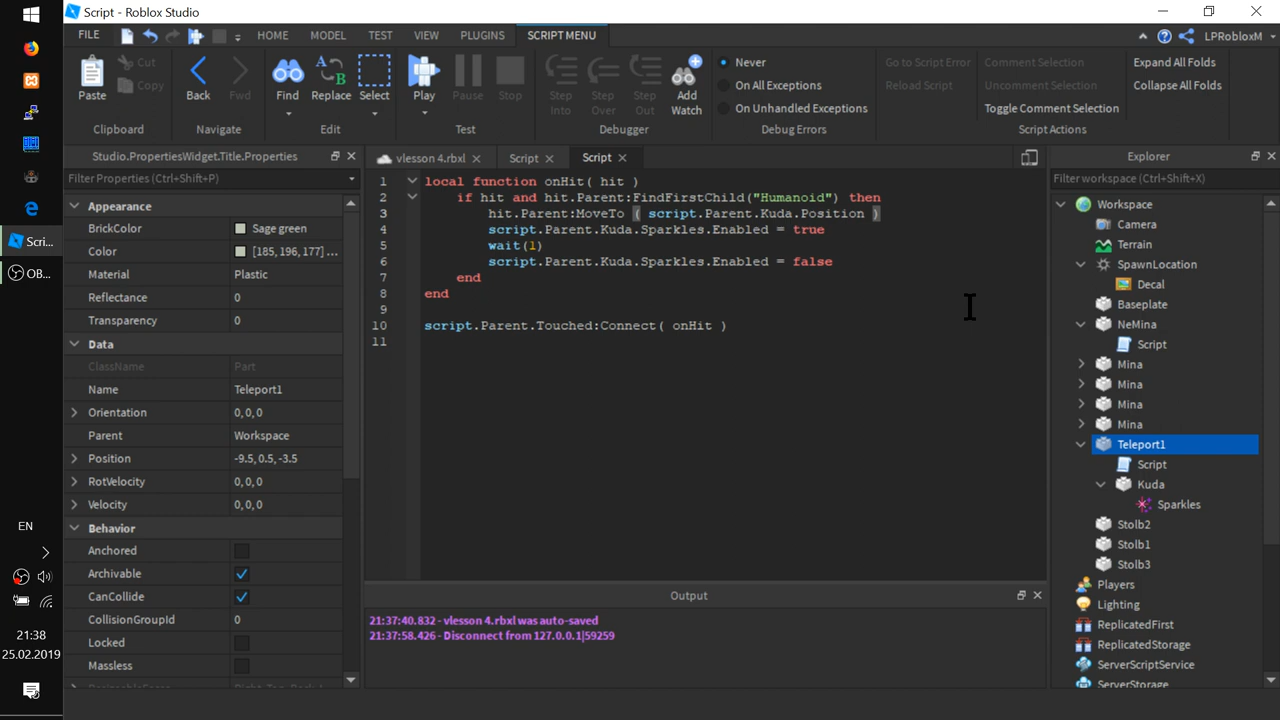 Script - Roblox Studio
FILE
HOME
MODEL
TEST
VIEW
PLUGINS
SCRIPT MENU
LPRobloxM
Paste
Cut
Copy
Clipboard
Back
Fwd
Navigate
Find
Replace
Select
Edit
Play
Pause
Stop
Test
Step Into
Step Over
Step Out
Add Watch
Debugger
Never
On All Exceptions
On Unhandled Exceptions
Debug Errors
Go to Script Error
Reload Script
Comment Selection
Uncomment Selection
Toggle Comment Selection
Script Actions
Expand All Folds
Collapse All Folds
Studio.PropertiesWidget.Title.Properties
Filter Properties (Ctrl+Shift+P)
Appearance
BrickColor Sage green
Color [185, 196, 177]...
Material Plastic
Reflectance 0
Transparency 0
Data
ClassName Part
Name Teleport1
Orientation 0, 0, 0
Parent Workspace
Position -9.5, 0.5, -3.5
RotVelocity 0, 0, 0
Velocity 0, 0, 0
Behavior
Anchored
Archivable
CanCollide
CollisionGroupId 0
Locked
Massless
vlesson 4.rbxl
Script
Script
1 local function onHit( hit )
2 if hit and hit.Parent:FindFirstChild("Humanoid") then
3 hit.Parent:MoveTo ( script.Parent.Kuda.Position )
4 script.Parent.Kuda.Sparkles.Enabled = true
5 wait(1)
6 script.Parent.Kuda.Sparkles.Enabled = false
7 end
8 end
9
10 script.Parent.Touched:Connect( onHit )
11
Output
21:37:40.832 - vlesson 4.rbxl was auto-saved
21:37:58.426 - Disconnect from 127.0.0.1|59259
Explorer
Filter workspace (Ctrl+Shift+X)
Workspace
Camera
Terrain
SpawnLocation
Decal
Baseplate
NeMina
Script
Mina
Mina
Mina
Mina
Teleport1
Script
Kuda
Sparkles
Stolb2
Stolb1
Stolb3
Players
Lighting
ReplicatedFirst
ReplicatedStorage
ServerScriptService
ServerStorage
Scri...
OB...
EN
21:38
25.02.2019